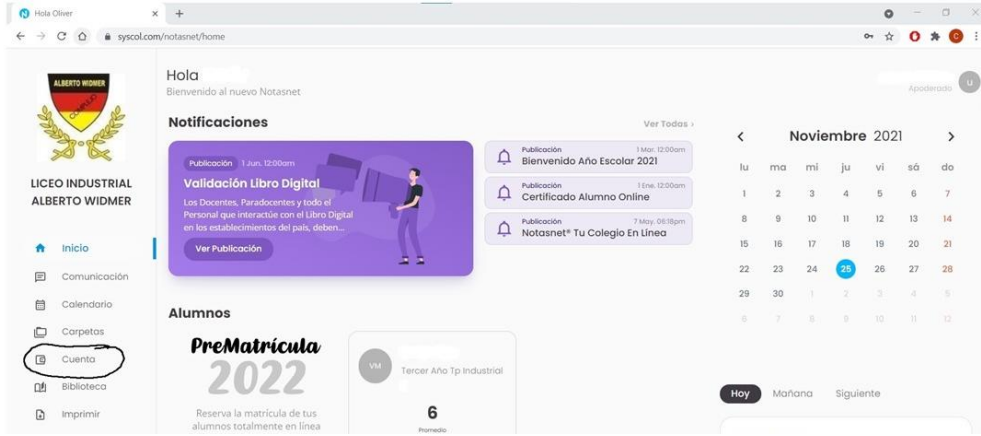 Hola Oliver
syscol.com/notasnet/home
C
ALBERTO WIDMER
COMPLEJO
LICEO INDUSTRIAL
ALBERTO WIDMER
Inicio
Comunicación
Calendario
Carpetas
Cuenta
Biblioteca
Imprimir
Hola
Bienvenido al nuevo Notasnet
Apoderado
U
Notificaciones
Ver Todas ›
Publicación 1 Jun. 12:00am
Validación Libro Digital
Los Docentes, Paradocentes y todo el
Personal que interactúe con el Libro Digital
en los establecimientos del país, deben...
Ver Publicación
Publicación 1 Mar. 12:00am
Bienvenido Año Escolar 2021
Publicación 1 Ene. 12:00am
Certificado Alumno Online
Publicación 7 May. 06:18pm
Notasnet® Tu Colegio En Línea
Alumnos
PreMatrícula
2022
Reserva la matrícula de tus
alumnos totalmente en línea
VM
Tercer Año Tp Industrial
6
Promedio
Noviembre 2021
lu ma mi ju vi sá do
1 2 3 4 5 6 7
8 9 10 11 12 13 14
15 16 17 18 19 20 21
22 23 24 25 26 27 28
29 30 1 2 3 4 5
6 7 8 9 10 11 12
Hoy Mañana Siguiente